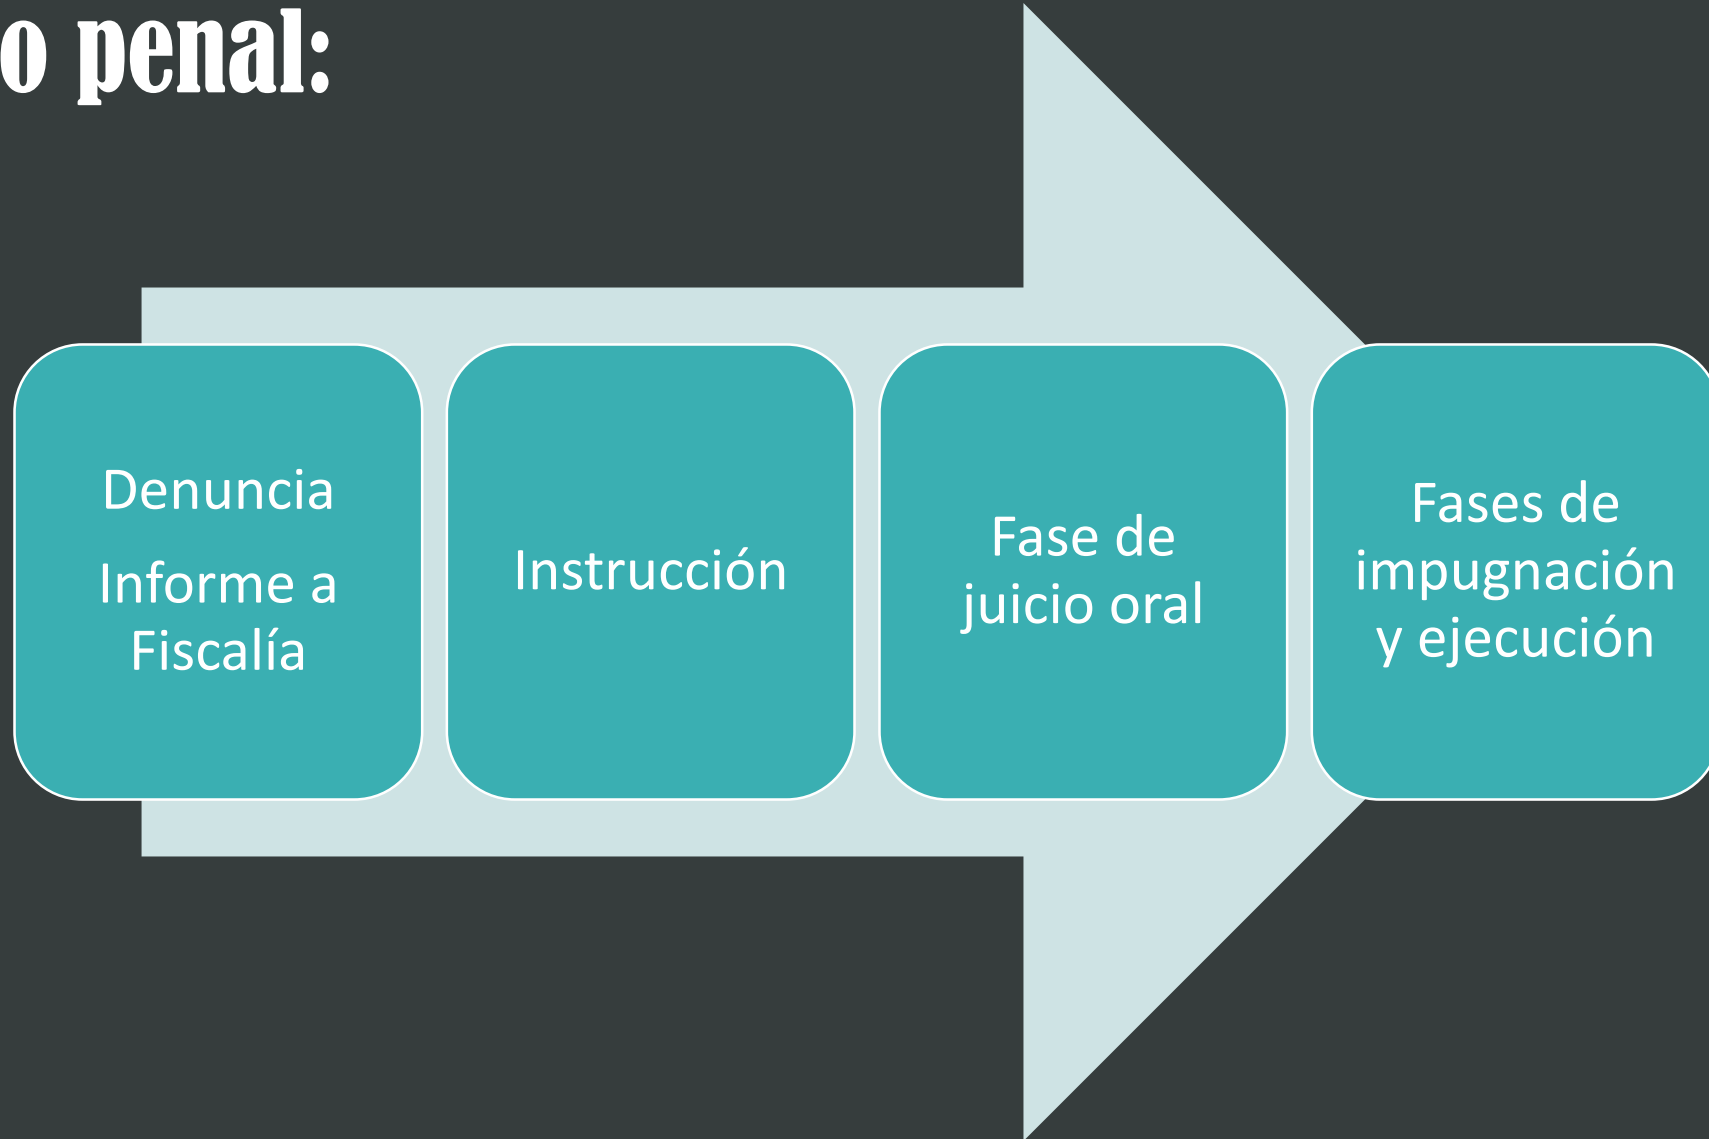 o penal:
Denuncia
Informe a
Fiscalía
Instrucción
Fase de
juicio oral
Fases de
impugnación
y ejecución